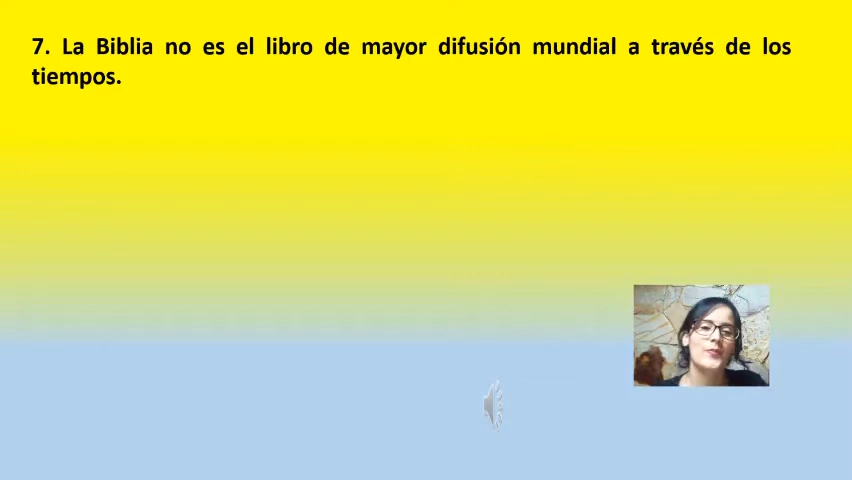 7. La Biblia no es el libro de mayor difusión mundial a través de los
tiempos.